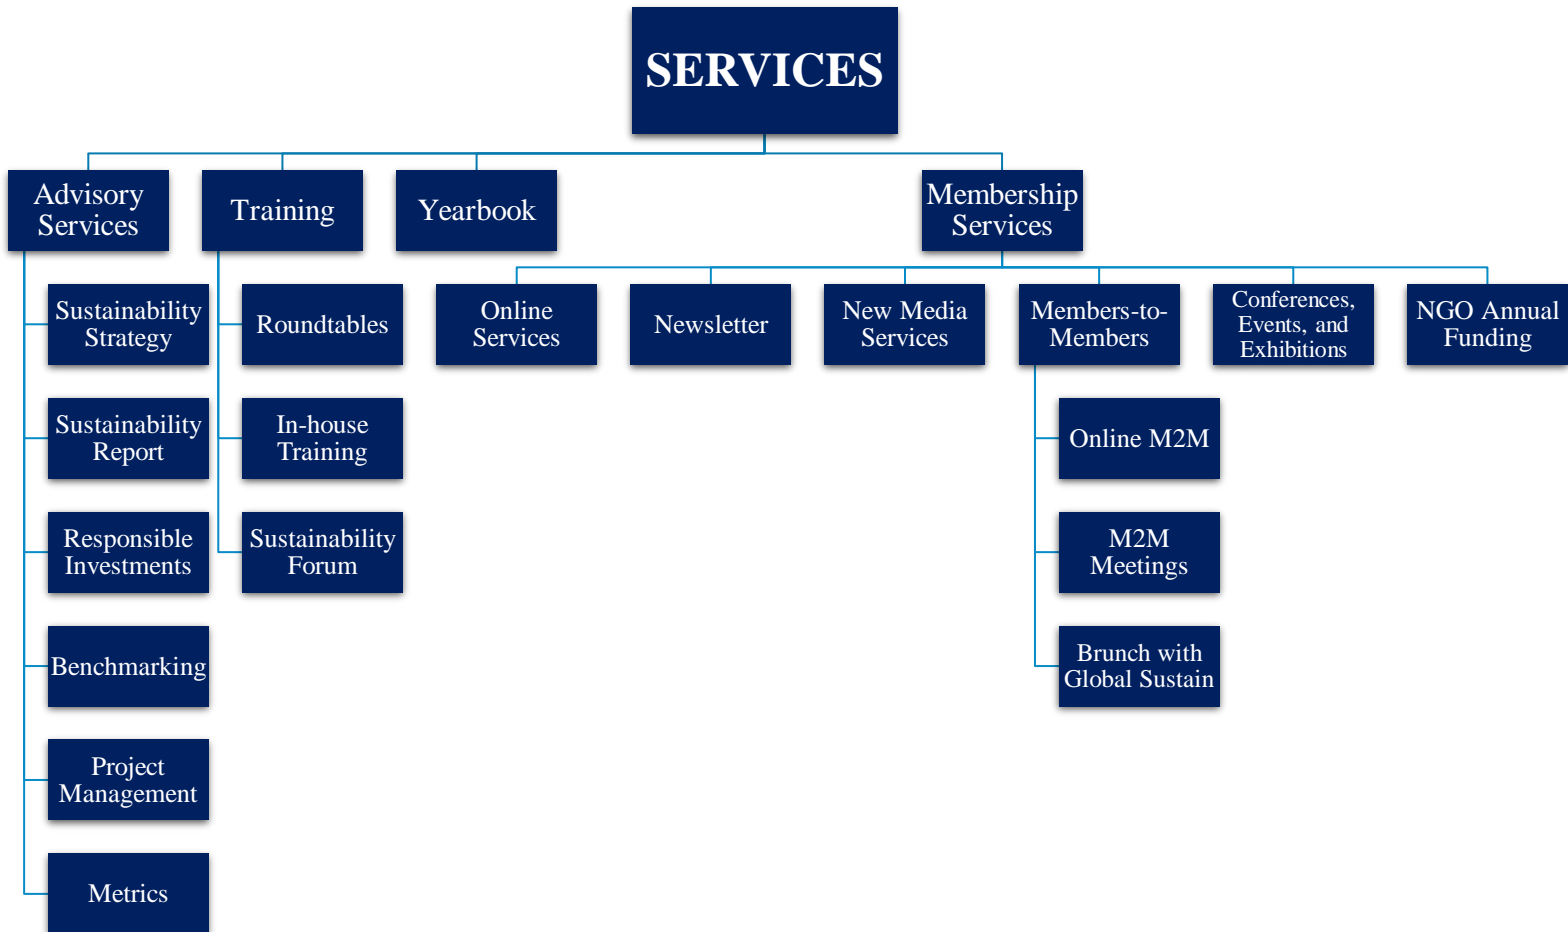 SERVICES
Advisory
Services
Training
Yearbook
Membership
Services
Sustainability
Strategy
Sustainability
Report
Responsible
Investments
Benchmarking
Project
Management
Metrics
Roundtables
In-house
Training
Sustainability
Forum
Online
Services
Newsletter
New Media
Services
Members-to-
Members
Conferences,
Events, and
Exhibitions
NGO Annual
Funding
Online M2M
M2M
Meetings
Brunch with
Global Sustain